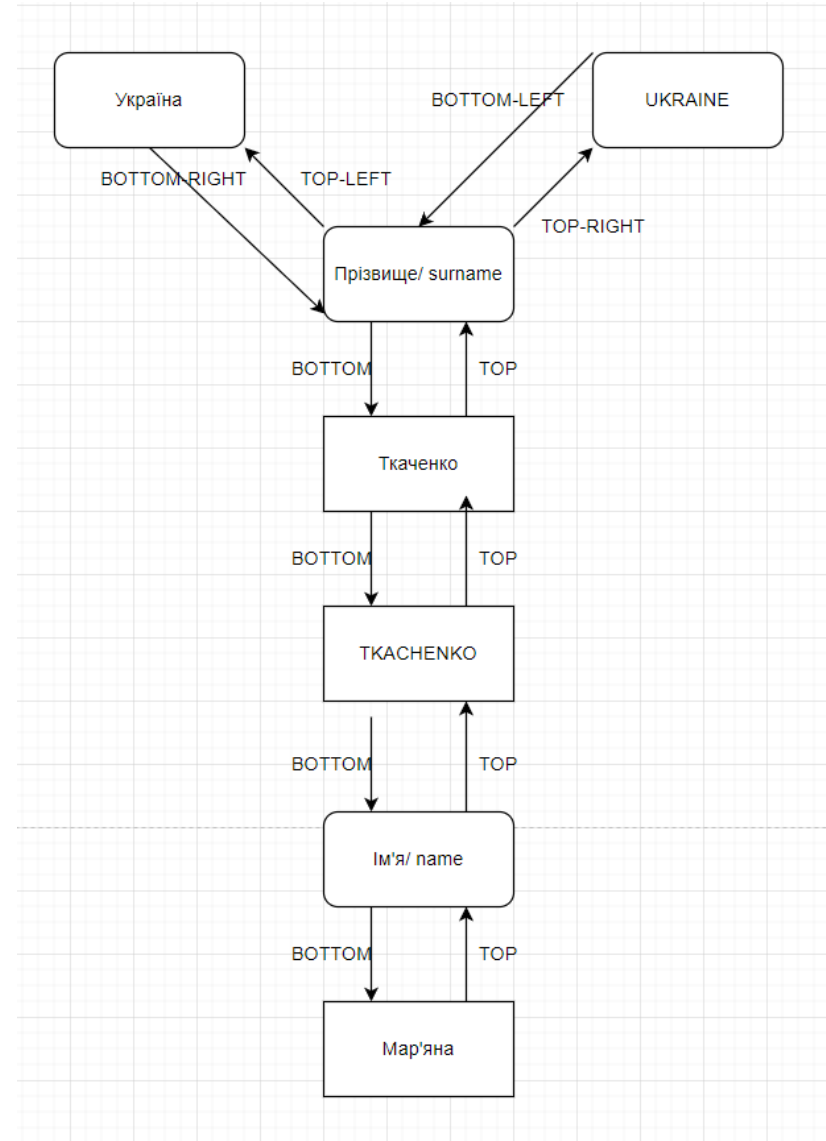 Україна
BOTTOM-LEFT
UKRAINE
BOTTOM-RIGHT
TOP-LEFT
TOP-RIGHT
Прізвище/ surname
BOTTOM
TOP
Ткаченко
BOTTOM
TOP
TKACHENKO
BOTTOM
TOP
Ім'я/ name
BOTTOM
TOP
Мар'яна